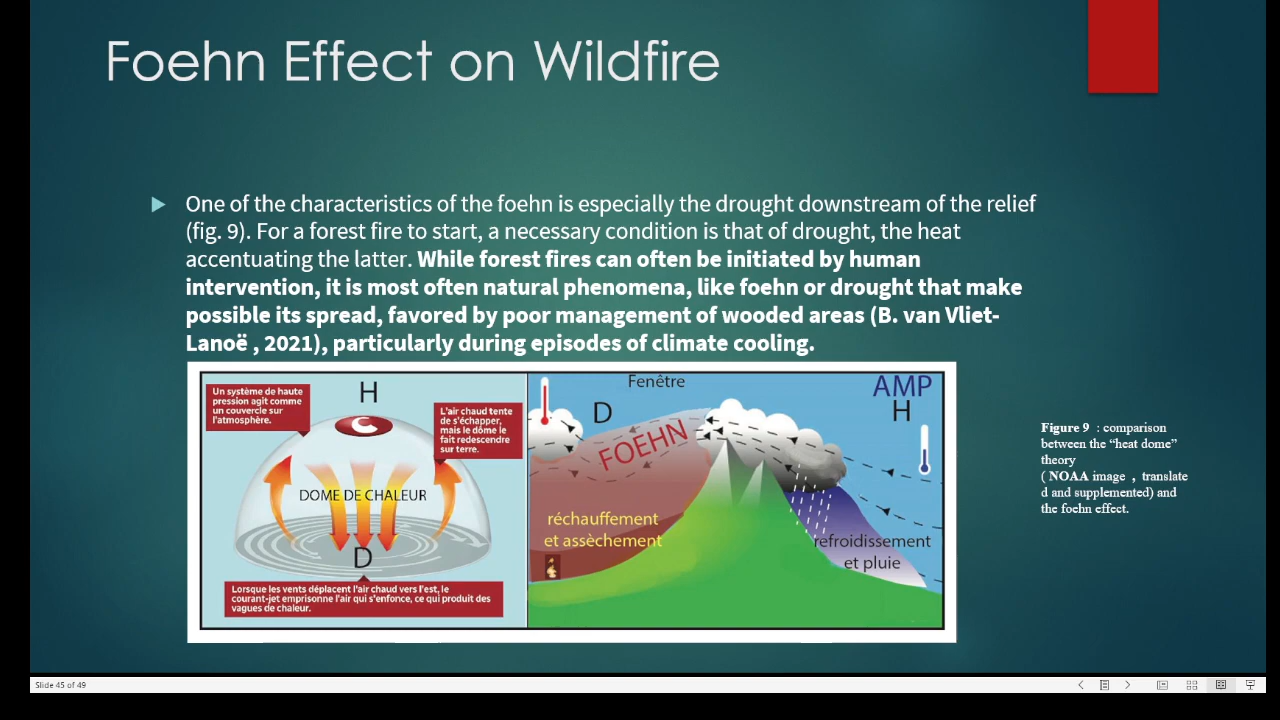 Foehn Effect on Wildfire
One of the characteristics of the foehn is especially the drought downstream of the relief
(fig. 9). For a forest fire to start, a necessary condition is that of drought, the heat
accentuating the latter. While forest fires can often be initiated by human
intervention, it is most often natural phenomena, like foehn or drought that make
possible its spread, favored by poor management of wooded areas (B. van Vliet-
Lanoë , 2021), particularly during episodes of climate cooling.
Un système de haute
pression agit comme
un couvercle sur
l'atmosphère.
H
C
L'air chaud tente
de s'échapper,
mais le dôme le
fait redescendre
sur terre.
DOME DE CHALEUR
D
Lorsque les vents déplacent l'air chaud vers l'est, le
courant-jet emprisonne l'air qui s'enfonce, ce qui produit des
vagues de chaleur.
Fenêtre
D
FOEHN
AMP
H
réchauffement
et assèchement
refroidissement
et pluie
Figure 9 : comparison
between the “heat dome”
theory
( NOAA image , translate
d and supplemented) and
the foehn effect.
Slide 45 of 49